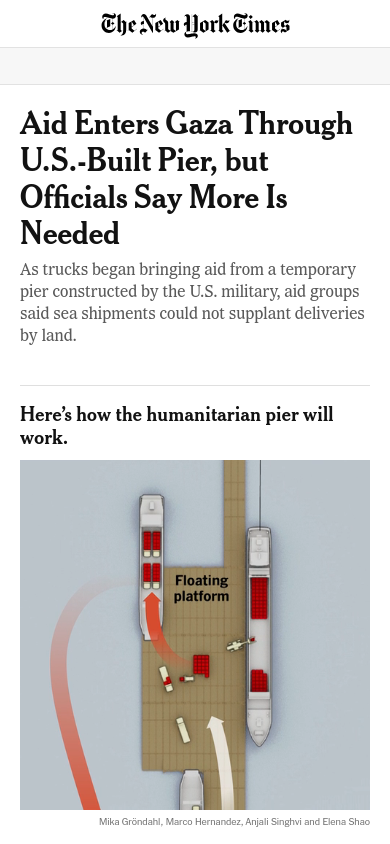 The New York Times
Aid Enters Gaza Through
U.S.-Built Pier, but
Officials Say More Is
Needed
As trucks began bringing aid from a temporary
pier constructed by the U.S. military, aid groups
said sea shipments could not supplant deliveries
by land.
Here’s how the humanitarian pier will
work.
Floating
platform
Mika Gröndahl, Marco Hernandez, Anjali Singhvi and Elena Shao